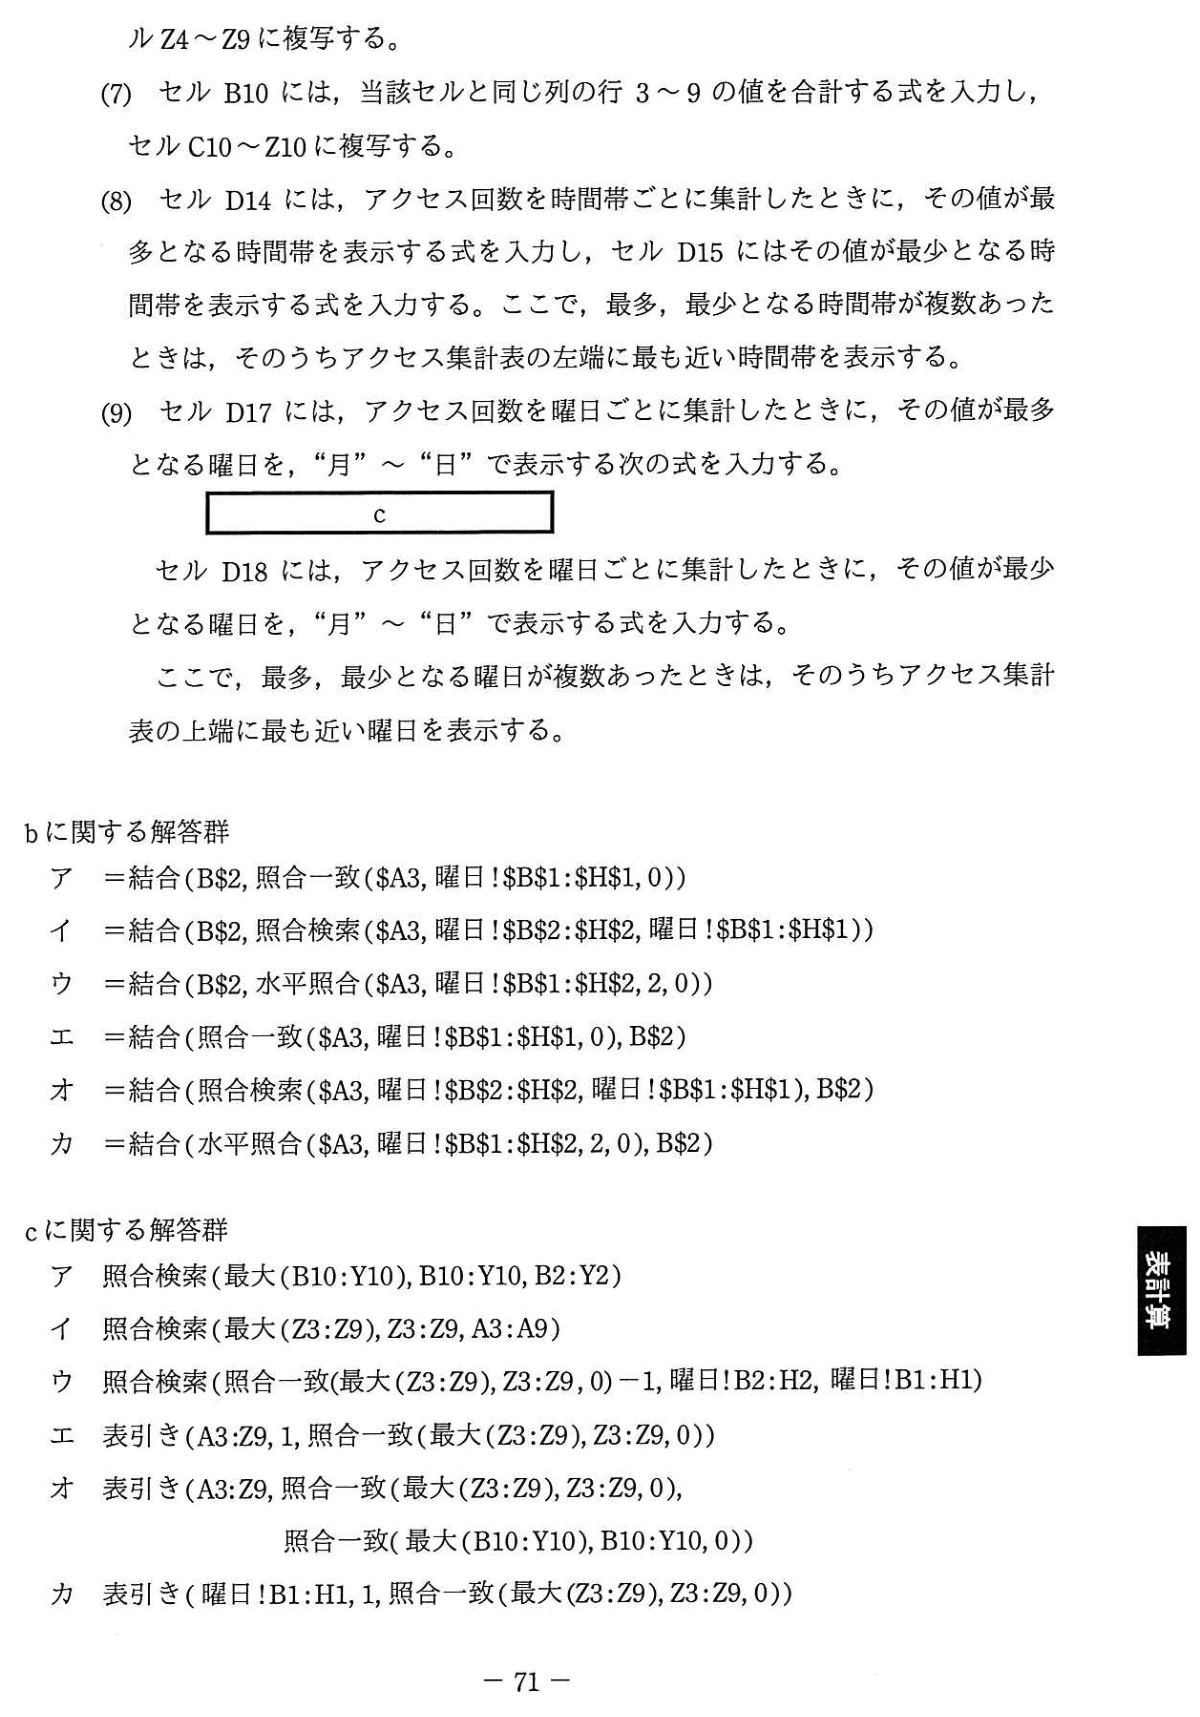 ルZ4～Z9に複写する。
(7) セル B10 には，当該セルと同じ列の行 3～9 の値を合計する式を入力し，
セルC10～Z10に複写する。
(8) セル D14 には，アクセス回数を時間帯ごとに集計したときに，その値が最
多となる時間帯を表示する式を入力し，セル D15 にはその値が最少となる時
間帯を表示する式を入力する。ここで，最多，最少となる時間帯が複数あった
ときは，そのうちアクセス集計表の左端に最も近い時間帯を表示する。
(9) セル D17 には，アクセス回数を曜日ごとに集計したときに，その値が最多
となる曜日を，“月” ～ “日” で表示する次の式を入力する。
c
セル D18 には，アクセス回数を曜日ごとに集計したときに，その値が最少
となる曜日を，“月” ～ “日” で表示する式を入力する。
ここで，最多，最少となる曜日が複数あったときは，そのうちアクセス集計
表の上端に最も近い曜日を表示する。
bに関する解答群
ア ＝結合(B$2, 照合一致($A3, 曜日!$B$1:$H$1, 0))
イ ＝結合(B$2, 照合検索($A3, 曜日!$B$2:$H$2, 曜日!$B$1:$H$1))
ウ ＝結合(B$2, 水平照合($A3, 曜日!$B$1:$H$2, 2, 0))
エ ＝結合(照合一致($A3, 曜日!$B$1:$H$1, 0), B$2)
オ ＝結合(照合検索($A3, 曜日!$B$2:$H$2, 曜日!$B$1:$H$1), B$2)
カ ＝結合(水平照合($A3, 曜日!$B$1:$H$2, 2, 0), B$2)
cに関する解答群
ア 照合検索(最大(B10:Y10), B10:Y10, B2:Y2)
イ 照合検索(最大(Z3:Z9), Z3:Z9, A3:A9)
ウ 照合検索(照合一致(最大(Z3:Z9), Z3:Z9, 0)－1, 曜日!B2:H2, 曜日!B1:H1)
エ 表引き(A3:Z9, 1, 照合一致(最大(Z3:Z9), Z3:Z9, 0))
オ 表引き(A3:Z9, 照合一致(最大(Z3:Z9), Z3:Z9, 0),
照合一致( 最大(B10:Y10), B10:Y10, 0))
カ 表引き( 曜日!B1:H1, 1, 照合一致(最大(Z3:Z9), Z3:Z9, 0))
表計算
－ 71 －